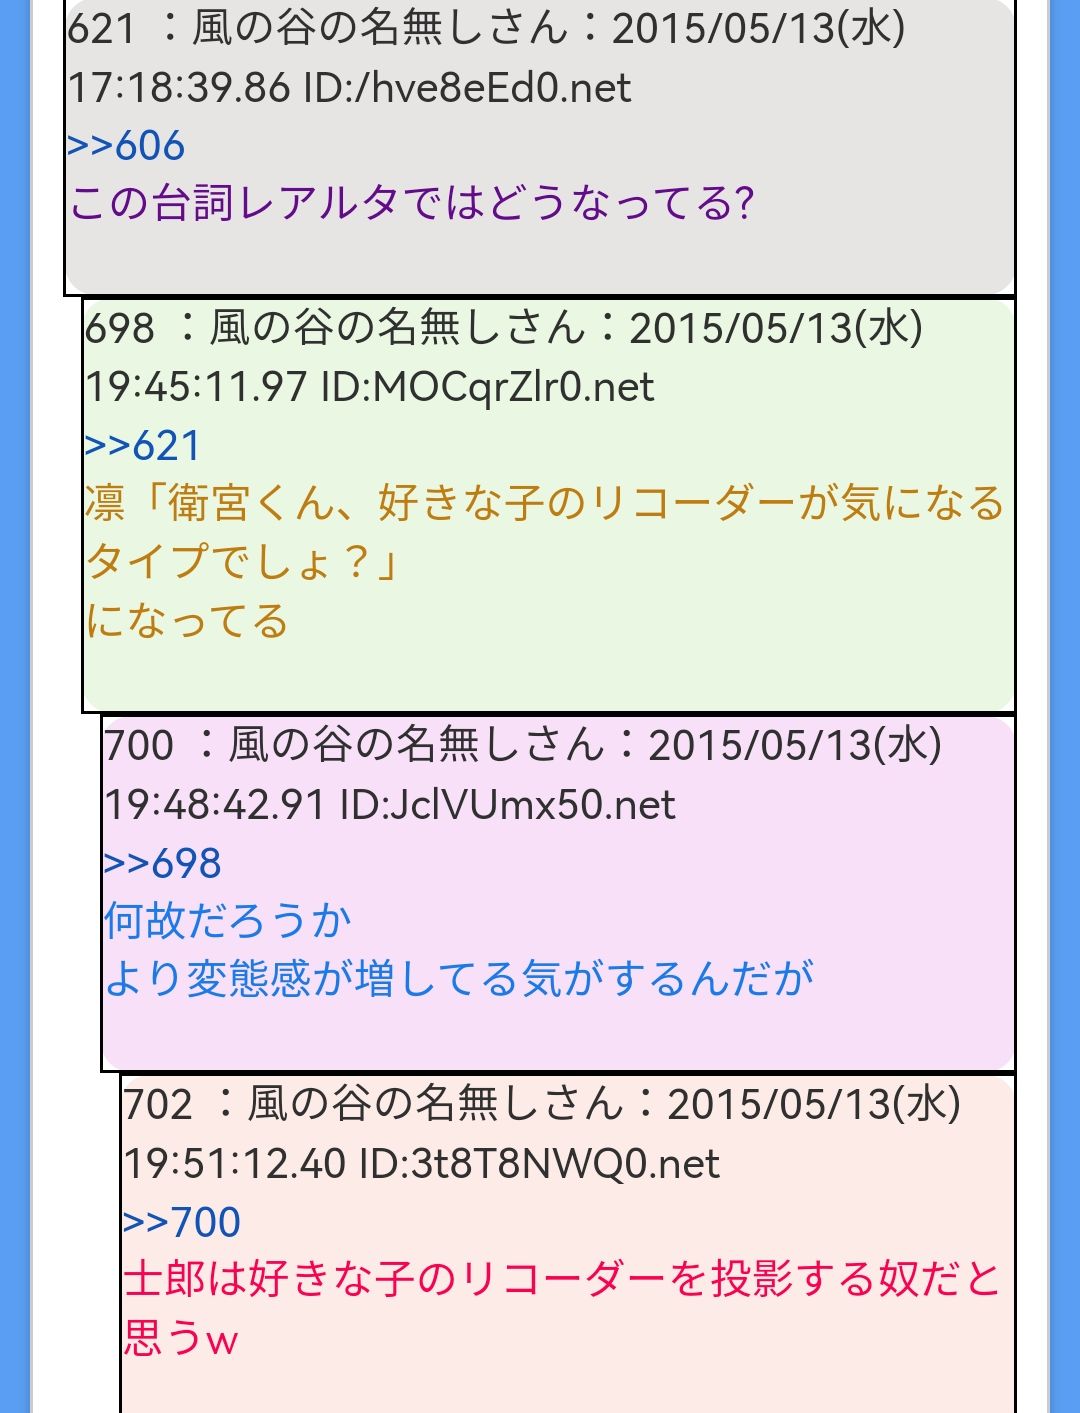 621 ：風の谷の名無しさん：2015/05/13(水)
17:18:39.86 ID:/hve8eEd0.net
>>606
この台詞レアルタではどうなってる?
698 ：風の谷の名無しさん：2015/05/13(水)
19:45:11.97 ID:MOCqrZlr0.net
>>621
凛「衛宮くん、好きな子のリコーダーが気になる
タイプでしょ？」
になってる
700 ：風の谷の名無しさん：2015/05/13(水)
19:48:42.91 ID:JclVUmx50.net
>>698
何故だろうか
より変態感が増してる気がするんだが
702 ：風の谷の名無しさん：2015/05/13(水)
19:51:12.40 ID:3t8T8NWQ0.net
>>700
士郎は好きな子のリコーダーを投影する奴だと
思うw